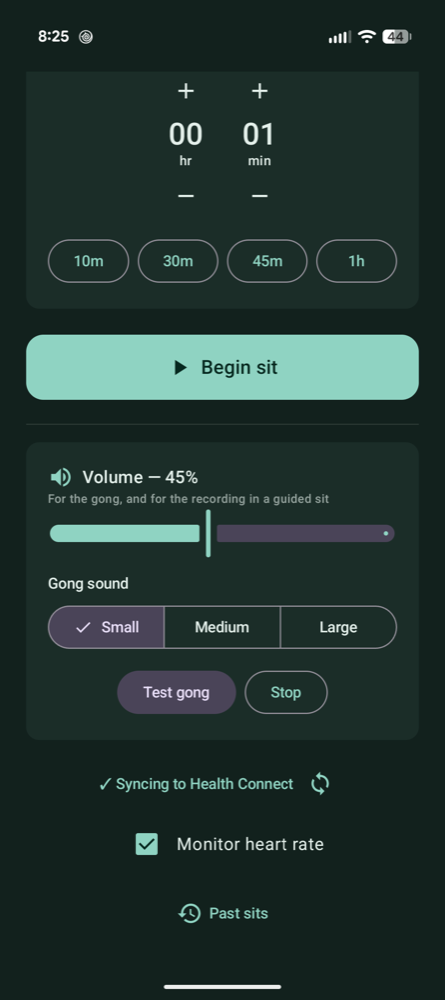 8:25
44
+ +
00 01
hr min
– –
10m 30m 45m 1h
Begin sit
Volume — 45%
For the gong, and for the recording in a guided sit
Gong sound
✓ Small Medium Large
Test gong Stop
✓ Syncing to Health Connect
Monitor heart rate
Past sits